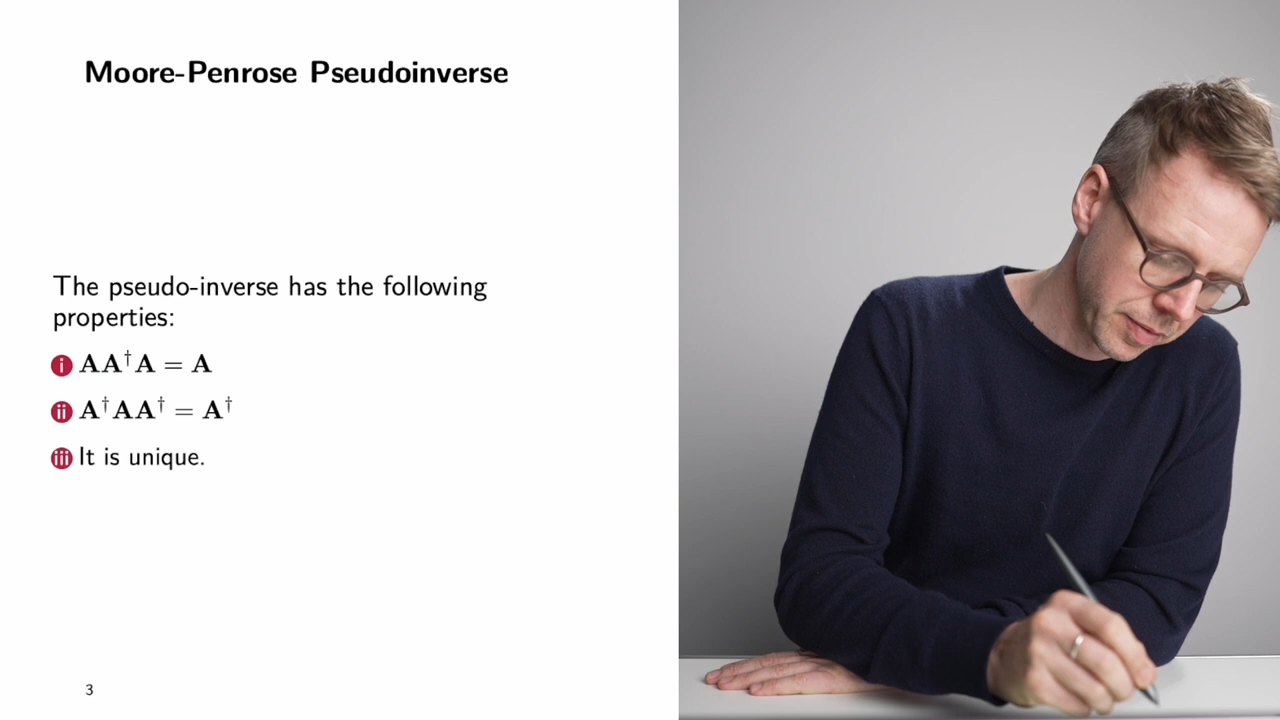 Moore-Penrose Pseudoinverse
The pseudo-inverse has the following
properties:
i AA†A = A
ii A†AA† = A†
iii It is unique.
3